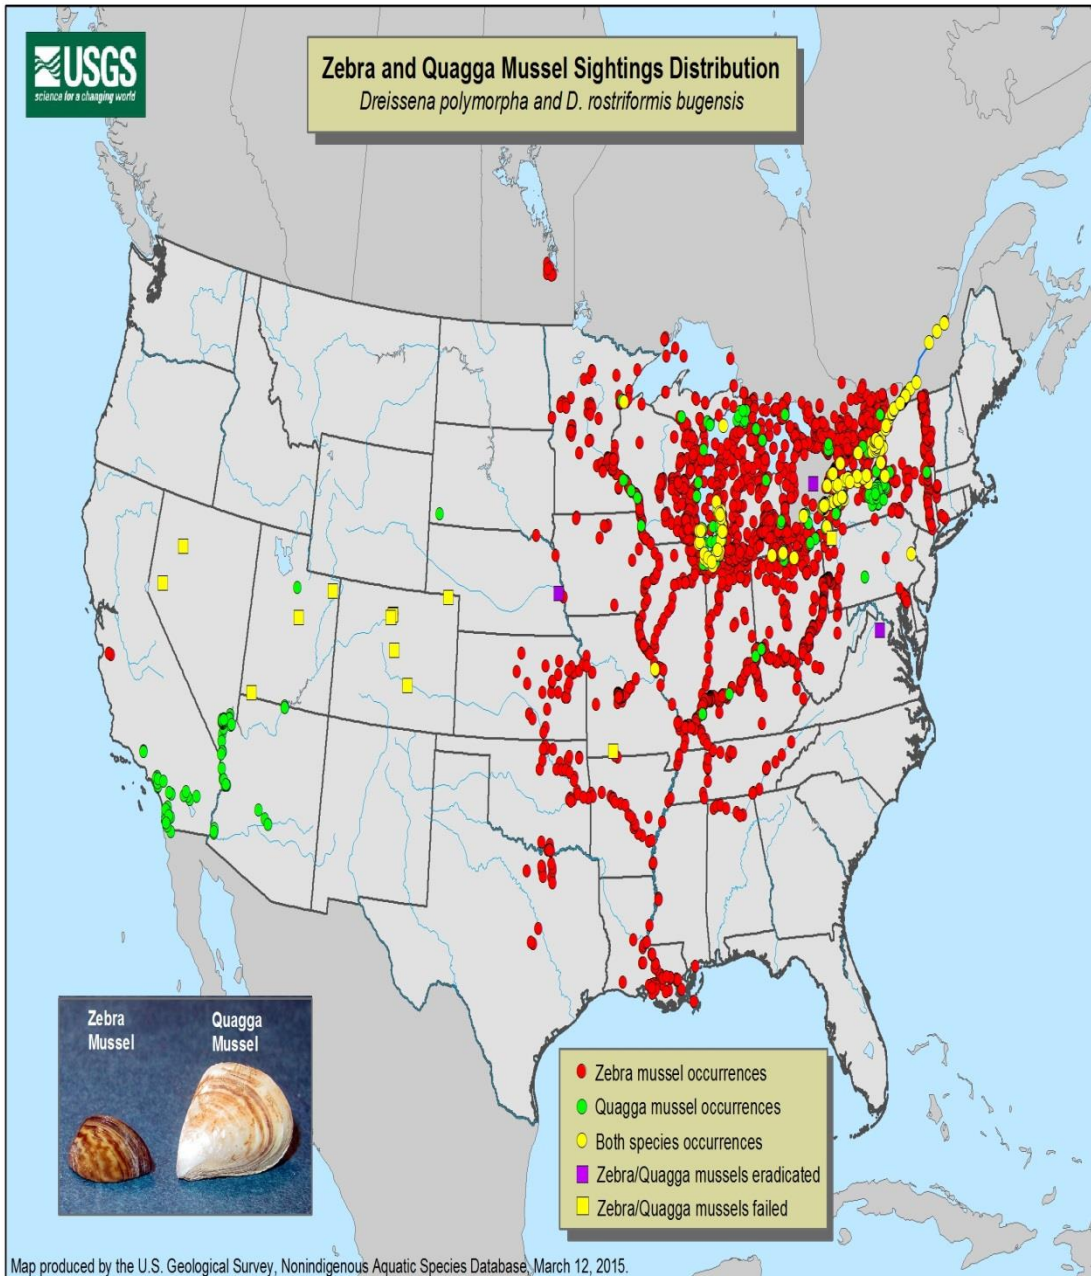 USGS
science for a changing world
Zebra and Quagga Mussel Sightings Distribution
Dreissena polymorpha and D. rostriformis bugensis
Zebra
Mussel
Quagga
Mussel
Zebra mussel occurrences
Quagga mussel occurrences
Both species occurrences
Zebra/Quagga mussels eradicated
Zebra/Quagga mussels failed
Map produced by the U.S. Geological Survey, Nonindigenous Aquatic Species Database, March 12, 2015.